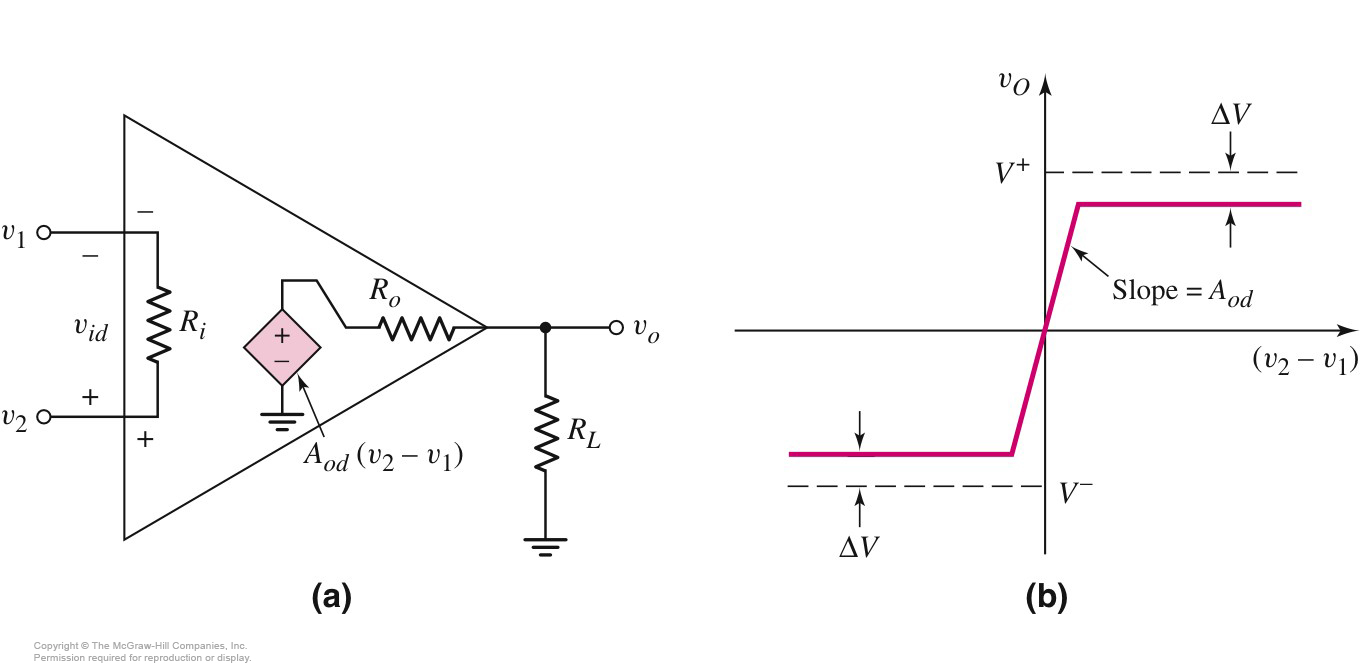 v1
−
−
vid
Ri
+
v2
+
+
−
Ro
Aod (v2 − v1)
vo
RL
(a)
vO
ΔV
V+
Slope = Aod
(v2 − v1)
V−
ΔV
(b)
Copyright © The McGraw-Hill Companies, Inc.
Permission required for reproduction or display.